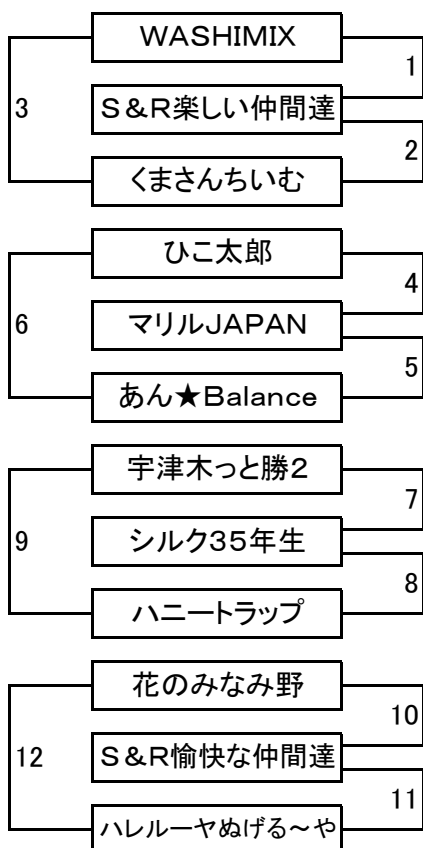 WASHIMIX
1
3
S&R楽しい仲間達
2
くまさんちいむ
ひこ太郎
4
6
マリルJAPAN
5
あん★Balance
宇津木っと勝2
7
9
シルク35年生
8
ハニートラップ
花のみなみ野
10
12
S&R愉快な仲間達
11
ハレルーヤぬげる～や